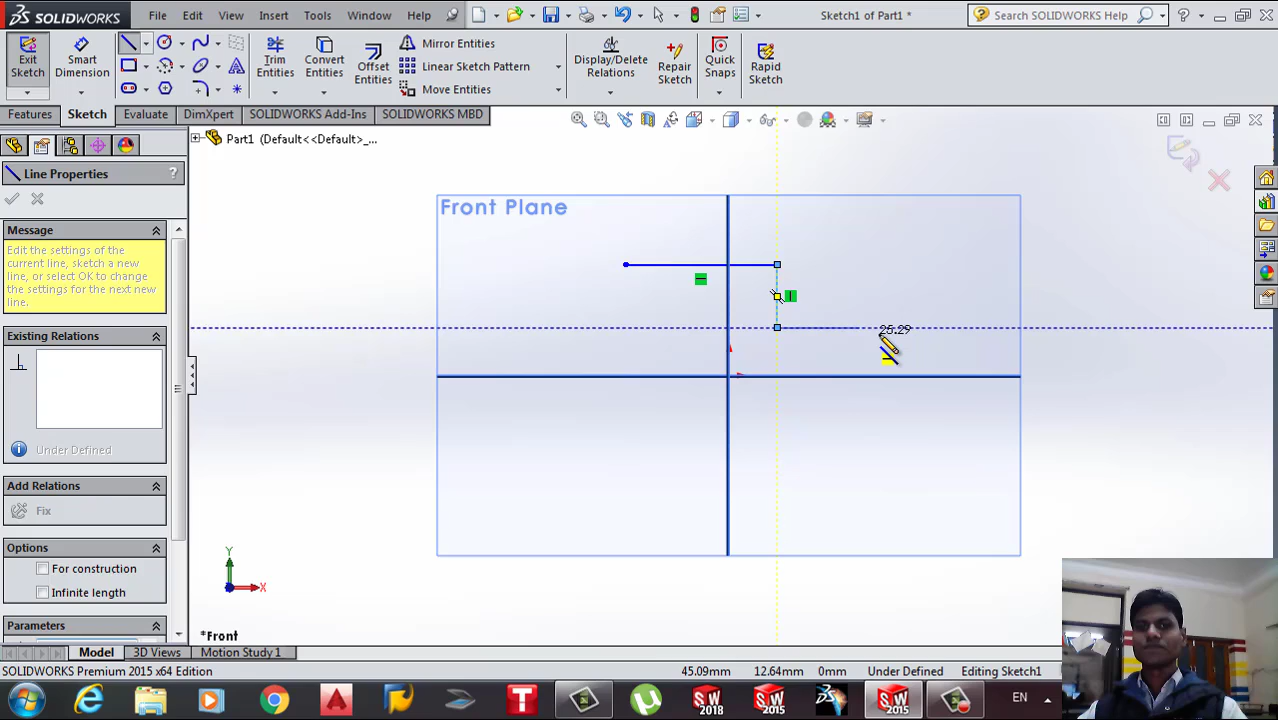 SOLIDWORKS File Edit View Insert Tools Window Help Sketch1 of Part1 * Search SOLIDWORKS Help
Exit Sketch
Smart Dimension
Trim Entities
Convert Entities
Offset Entities
Mirror Entities
Linear Sketch Pattern
Move Entities
Display/Delete Relations
Repair Sketch
Quick Snaps
Rapid Sketch
Features Sketch Evaluate DimXpert SOLIDWORKS Add-Ins SOLIDWORKS MBD
Part1 (Default<<Default>_...
Line Properties ?
Message
Edit the settings of the
current line, sketch a new
line, or select OK to change
the settings for the next new
line.
Existing Relations
Under Defined
Add Relations
Fix
Options
For construction
Infinite length
Parameters
Front Plane
25.29
Y
X
*Front
Model 3D Views Motion Study 1
SOLIDWORKS Premium 2015 x64 Edition 45.09mm 12.64mm 0mm Under Defined Editing Sketch1
SW 2018 SW 2015 SW 2015 EN